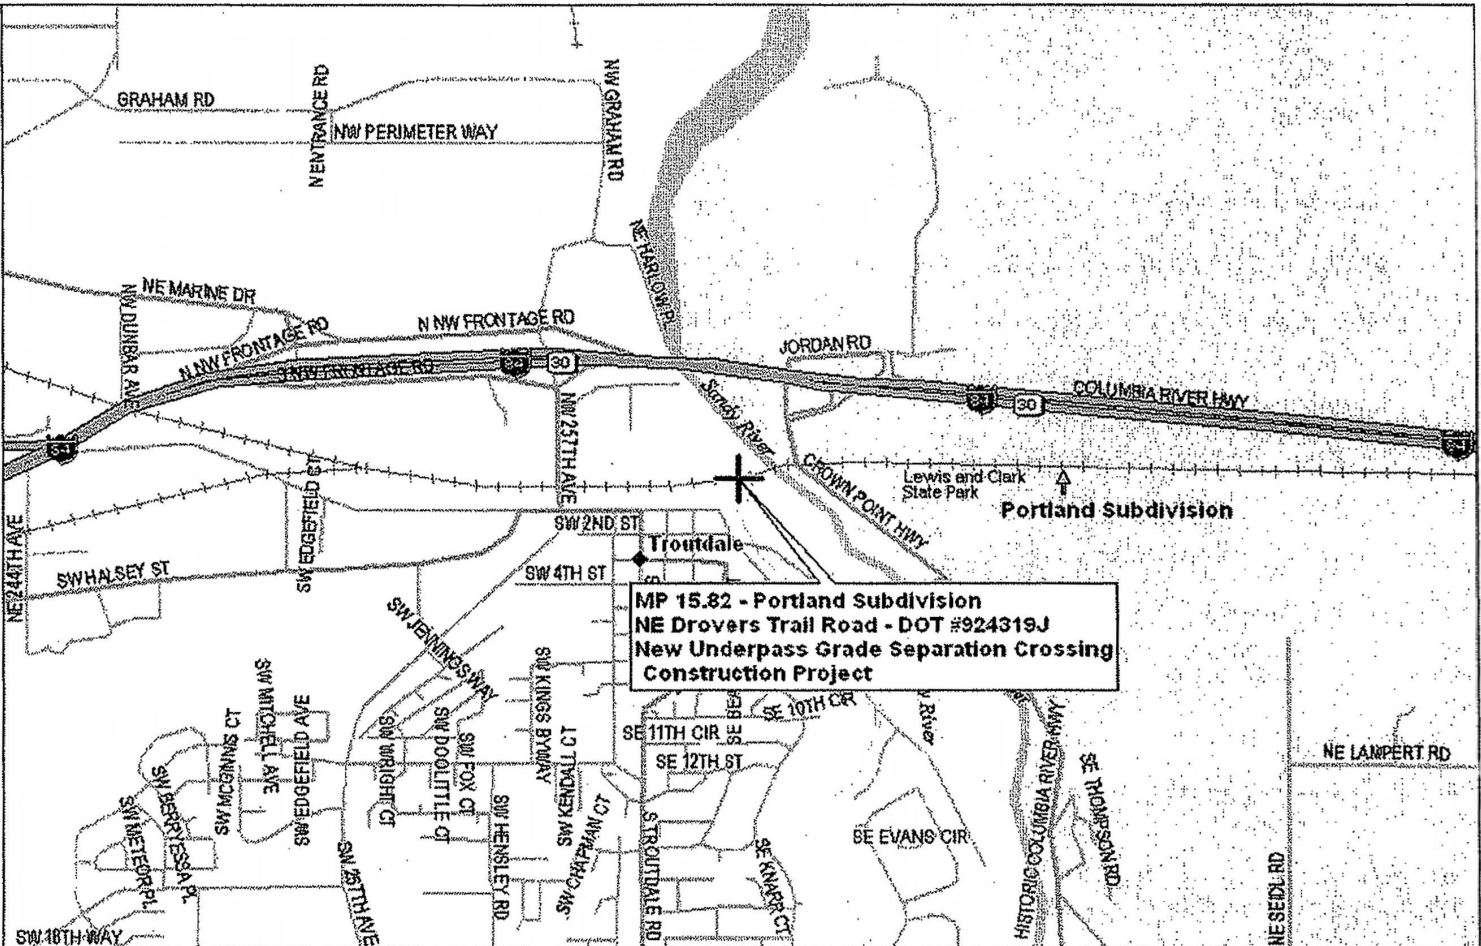 GRAHAM RD
N ENTRANCE RD
NW PERIMETER WAY
NW GRAHAM RD
NE HARLOW PL
NE MARINE DR
NW DUNBAR AVE
N NW FRONTAGE RD
N NW FRONTAGE RD
NW FRONTAGE RD
84
30
JORDAN RD
84
30
COLUMBIA RIVER HWY
84
84
Sandy River
NW 257TH AVE
CROWN POINT HWY
Lewis and Clark
State Park
Portland Subdivision
SW EDGEFIELD ST
SW 2ND ST
Troutdale
NE 244TH AVE
SW HALSEY ST
SW 4TH ST
S
MP 15.82 - Portland Subdivision
NE Drovers Trail Road - DOT #924319J
New Underpass Grade Separation Crossing
Construction Project
SW JENNINGS WAY
SW KINGS BYWAY
SE BEA
SE 10TH CIR
River
SE 11TH CIR
SE 12TH ST
SW MITCHELL AVE
SW MCGINNIS CT
SW EDGEFIELD AVE
SW WRIGHT CT
SW DOOLITTLE CT
SW FOX CT
SW KENDALL CT
SW BERRYESSA PL
SW METEOR PL
SW HENSLEY RD
SW CHAPMAN CT
S TROUTDALE RD
SE KNARR CT
SE EVANS CIR
HISTORIC COLUMBIA RIVER HWY
SE THOMPSON RD
NE LAMPERT RD
NE SEIDL RD
SW 257TH AVE
SW 18TH WAY